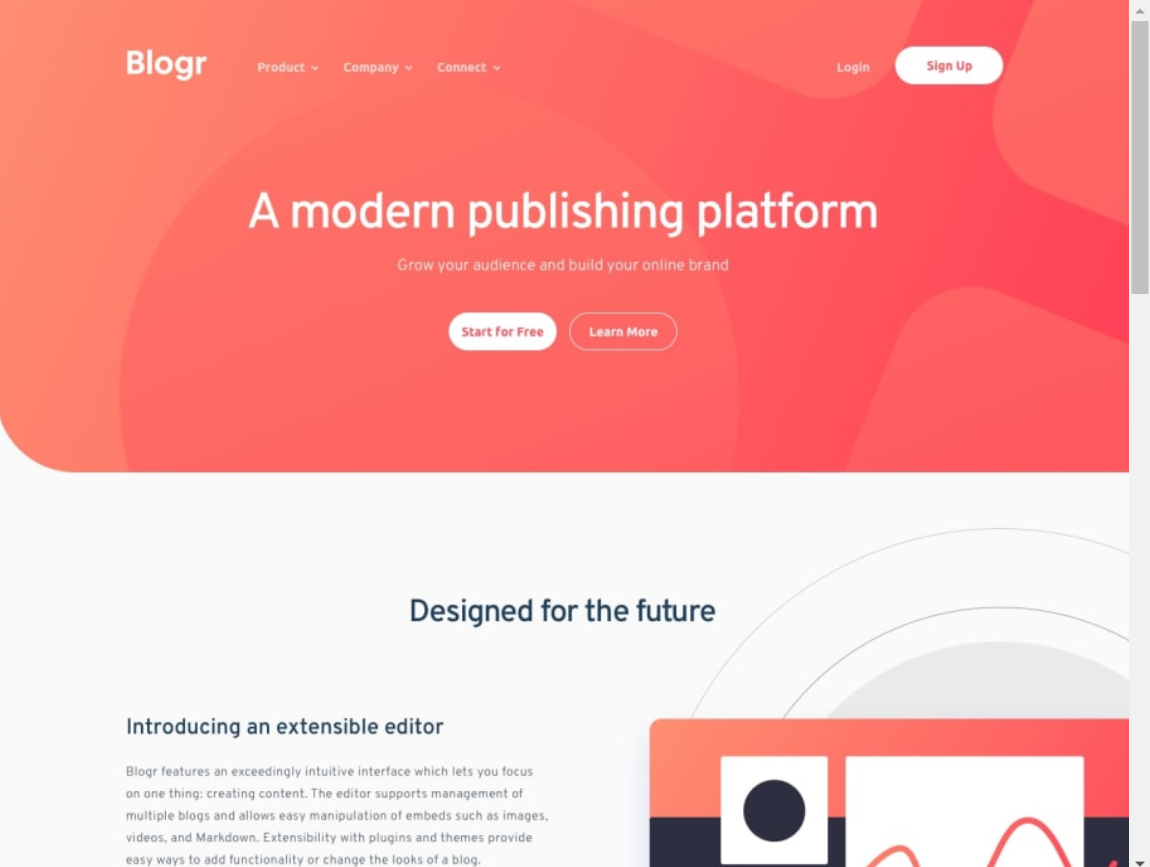 Blogr Product Company Connect Login Sign Up
A modern publishing platform
Grow your audience and build your online brand
Start for Free Learn More
Designed for the future
Introducing an extensible editor
Blogr features an exceedingly intuitive interface which lets you focus
on one thing: creating content. The editor supports management of
multiple blogs and allows easy manipulation of embeds such as images,
videos, and Markdown. Extensibility with plugins and themes provide
easy ways to add functionality or change the looks of a blog.